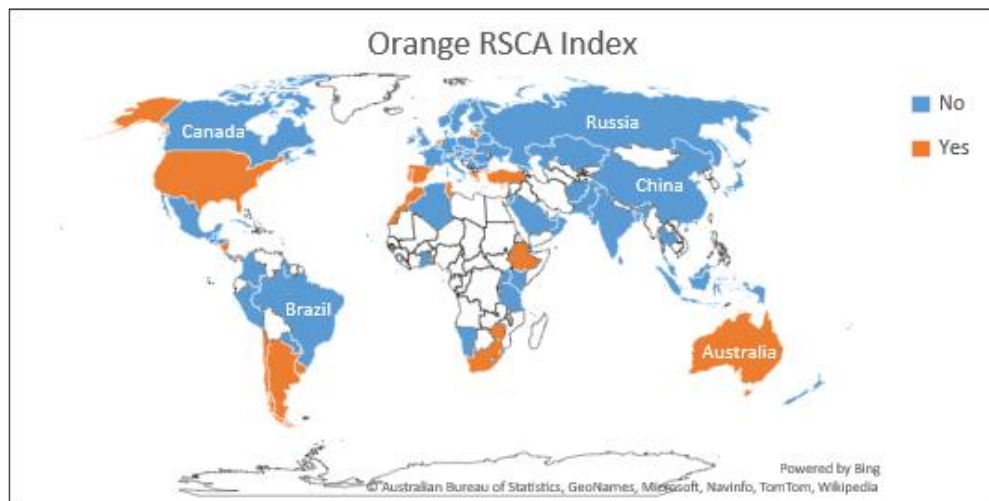 Orange RSCA Index
No
Yes
Canada
Russia
China
Brazil
Australia
Powered by Bing
© Australian Bureau of Statistics, GeoNames, Microsoft, Navinfo, TomTom, Wikipedia